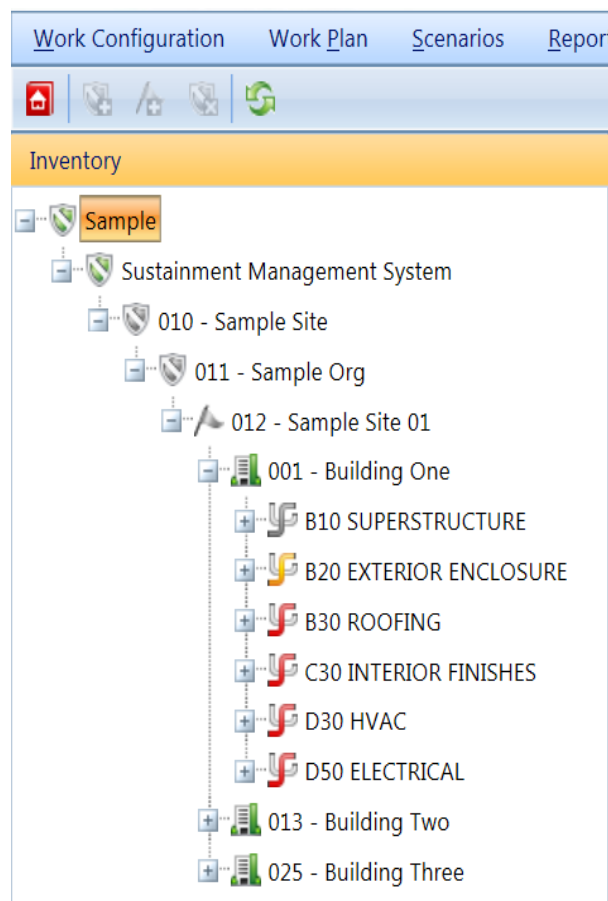 Work Configuration Work Plan Scenarios Repor
Inventory
Sample
Sustainment Management System
010 - Sample Site
011 - Sample Org
012 - Sample Site 01
001 - Building One
B10 SUPERSTRUCTURE
B20 EXTERIOR ENCLOSURE
B30 ROOFING
C30 INTERIOR FINISHES
D30 HVAC
D50 ELECTRICAL
013 - Building Two
025 - Building Three